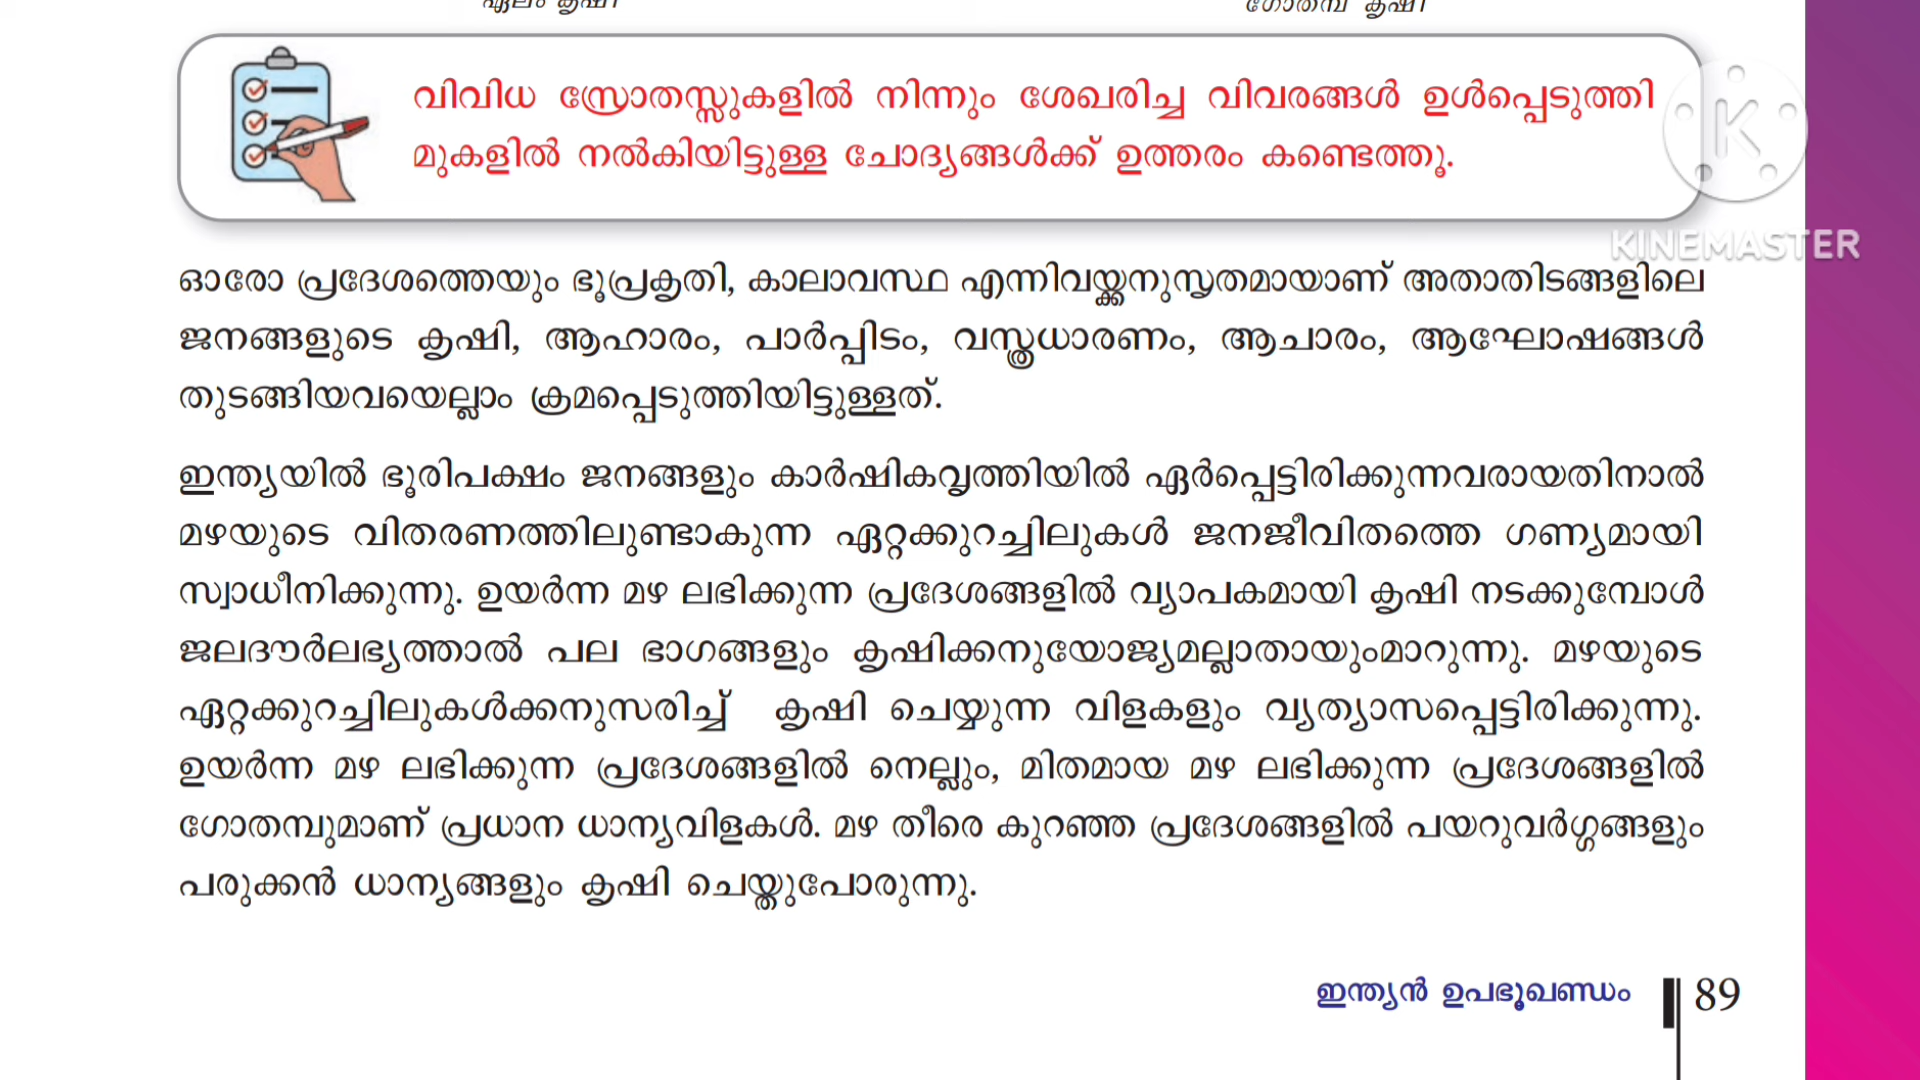 ഏലം കൃഷി ഗോതമ്പ് കൃഷി
വിവിധ സ്രോതസ്സുകളിൽ നിന്നും ശേഖരിച്ച വിവരങ്ങൾ ഉൾപ്പെടുത്തി
മുകളിൽ നൽകിയിട്ടുള്ള ചോദ്യങ്ങൾക്ക് ഉത്തരം കണ്ടെത്തൂ.
KINEMASTER
ഓരോ പ്രദേശത്തെയും ഭൂപ്രകൃതി, കാലാവസ്ഥ എന്നിവയ്ക്കനുസൃതമായാണ് അതാതിടങ്ങളിലെ
ജനങ്ങളുടെ കൃഷി, ആഹാരം, പാർപ്പിടം, വസ്ത്രധാരണം, ആചാരം, ആഘോഷങ്ങൾ
തുടങ്ങിയവയെല്ലാം ക്രമപ്പെടുത്തിയിട്ടുള്ളത്.
ഇന്ത്യയിൽ ഭൂരിപക്ഷം ജനങ്ങളും കാർഷികവൃത്തിയിൽ ഏർപ്പെട്ടിരിക്കുന്നവരായതിനാൽ
മഴയുടെ വിതരണത്തിലുണ്ടാകുന്ന ഏറ്റക്കുറച്ചിലുകൾ ജനജീവിതത്തെ ഗണ്യമായി
സ്വാധീനിക്കുന്നു. ഉയർന്ന മഴ ലഭിക്കുന്ന പ്രദേശങ്ങളിൽ വ്യാപകമായി കൃഷി നടക്കുമ്പോൾ
ജലദൗർലഭ്യത്താൽ പല ഭാഗങ്ങളും കൃഷിക്കനുയോജ്യമല്ലാതായുംമാറുന്നു. മഴയുടെ
ഏറ്റക്കുറച്ചിലുകൾക്കനുസരിച്ച് കൃഷി ചെയ്യുന്ന വിളകളും വ്യത്യാസപ്പെട്ടിരിക്കുന്നു.
ഉയർന്ന മഴ ലഭിക്കുന്ന പ്രദേശങ്ങളിൽ നെല്ലും, മിതമായ മഴ ലഭിക്കുന്ന പ്രദേശങ്ങളിൽ
ഗോതമ്പുമാണ് പ്രധാന ധാന്യവിളകൾ. മഴ തീരെ കുറഞ്ഞ പ്രദേശങ്ങളിൽ പയറുവർഗ്ഗങ്ങളും
പരുക്കൻ ധാന്യങ്ങളും കൃഷി ചെയ്തുപോരുന്നു.
ഇന്ത്യൻ ഉപഭൂഖണ്ഡം 89